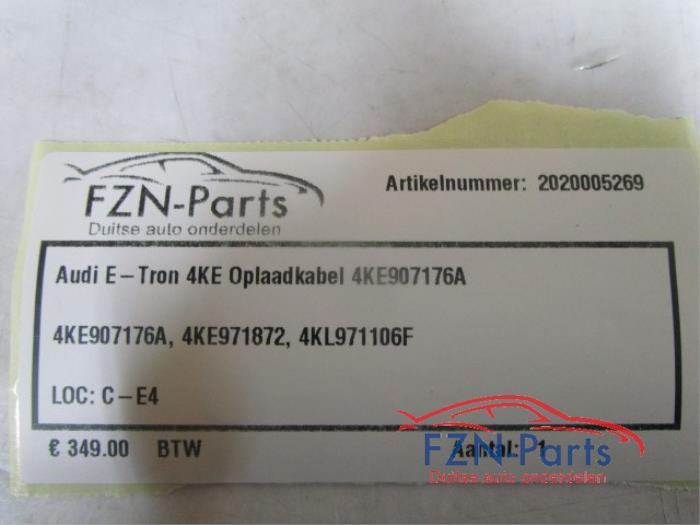 FZN-Parts
Duitse auto onderdelen
Artikelnummer: 2020005269
Audi E-Tron 4KE Oplaadkabel 4KE907176A
4KE907176A, 4KE971872, 4KL971106F
LOC: C-E4
€ 349.00 BTW
Aantal: 1
FZN-Parts
Duitse auto onderdelen